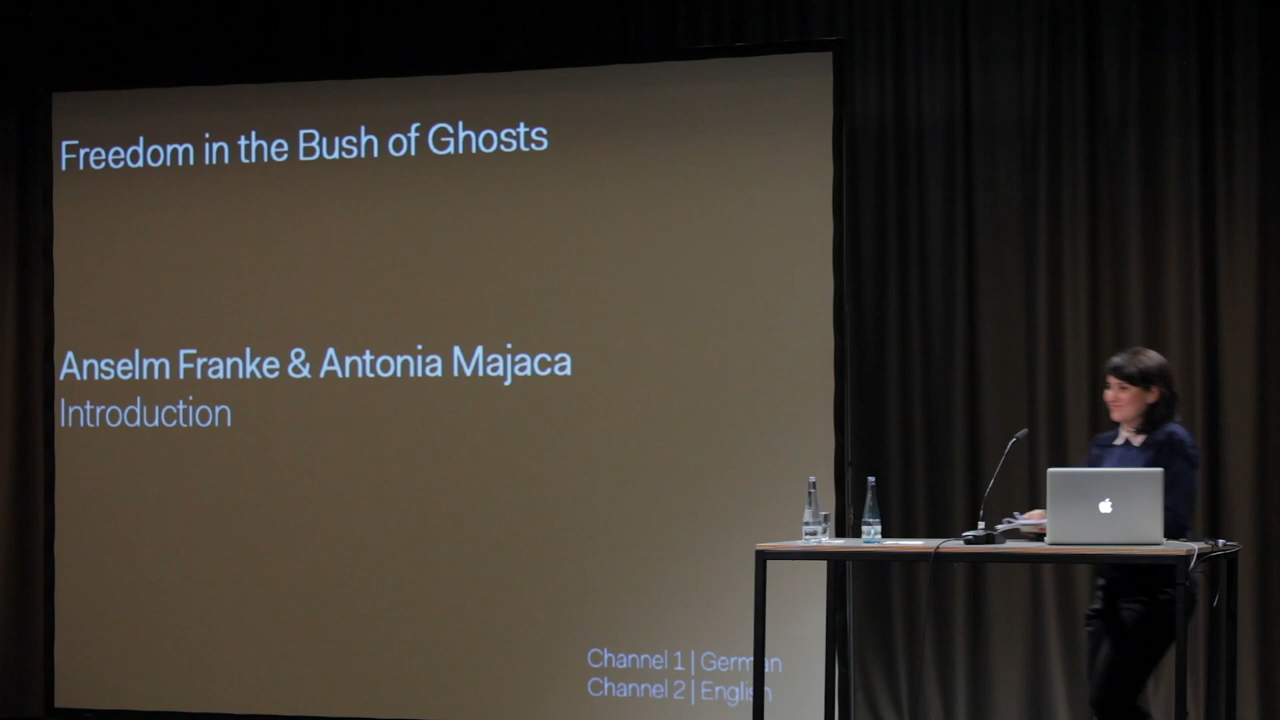 Freedom in the Bush of Ghosts
Anselm Franke & Antonia Majaca
Introduction
Channel 1 | German
Channel 2 | English